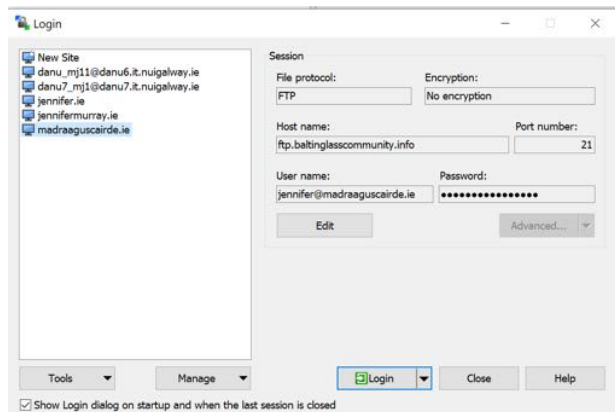 Login
New Site
danu_mj11@danu6.it.nuigalway.ie
danu7_mj1@danu7.it.nuigalway.ie
jennifer.ie
jennifermurray.ie
madraaguscairde.ie
Session
File protocol: Encryption:
FTP No encryption
Host name: Port number:
ftp.baltinglasscommunity.info 21
User name: Password:
jennifer@madraaguscairde.ie ●●●●●●●●●●●●●●●●
Edit Advanced...
Tools Manage Login Close Help
Show Login dialog on startup and when the last session is closed